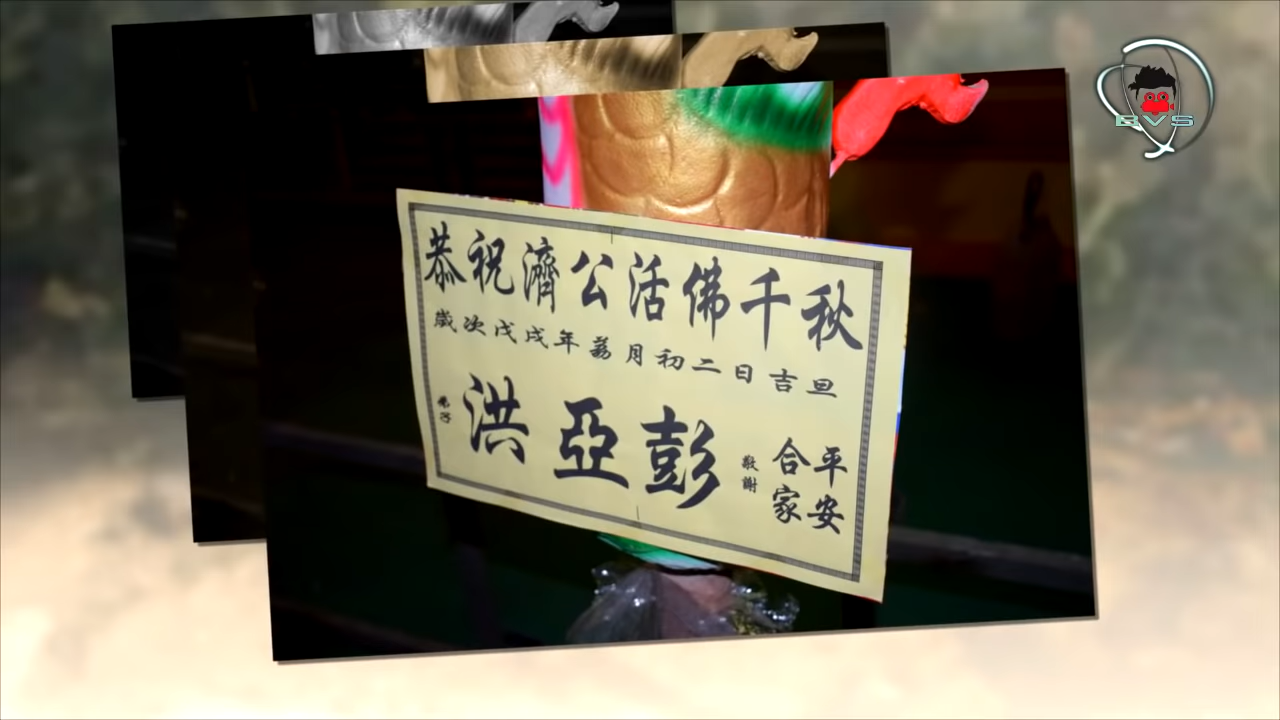 恭祝濟公活佛千秋
歲次戊戌年荔月初二日吉旦
弟子 洪亞彭 敬謝
合家平安
BVS